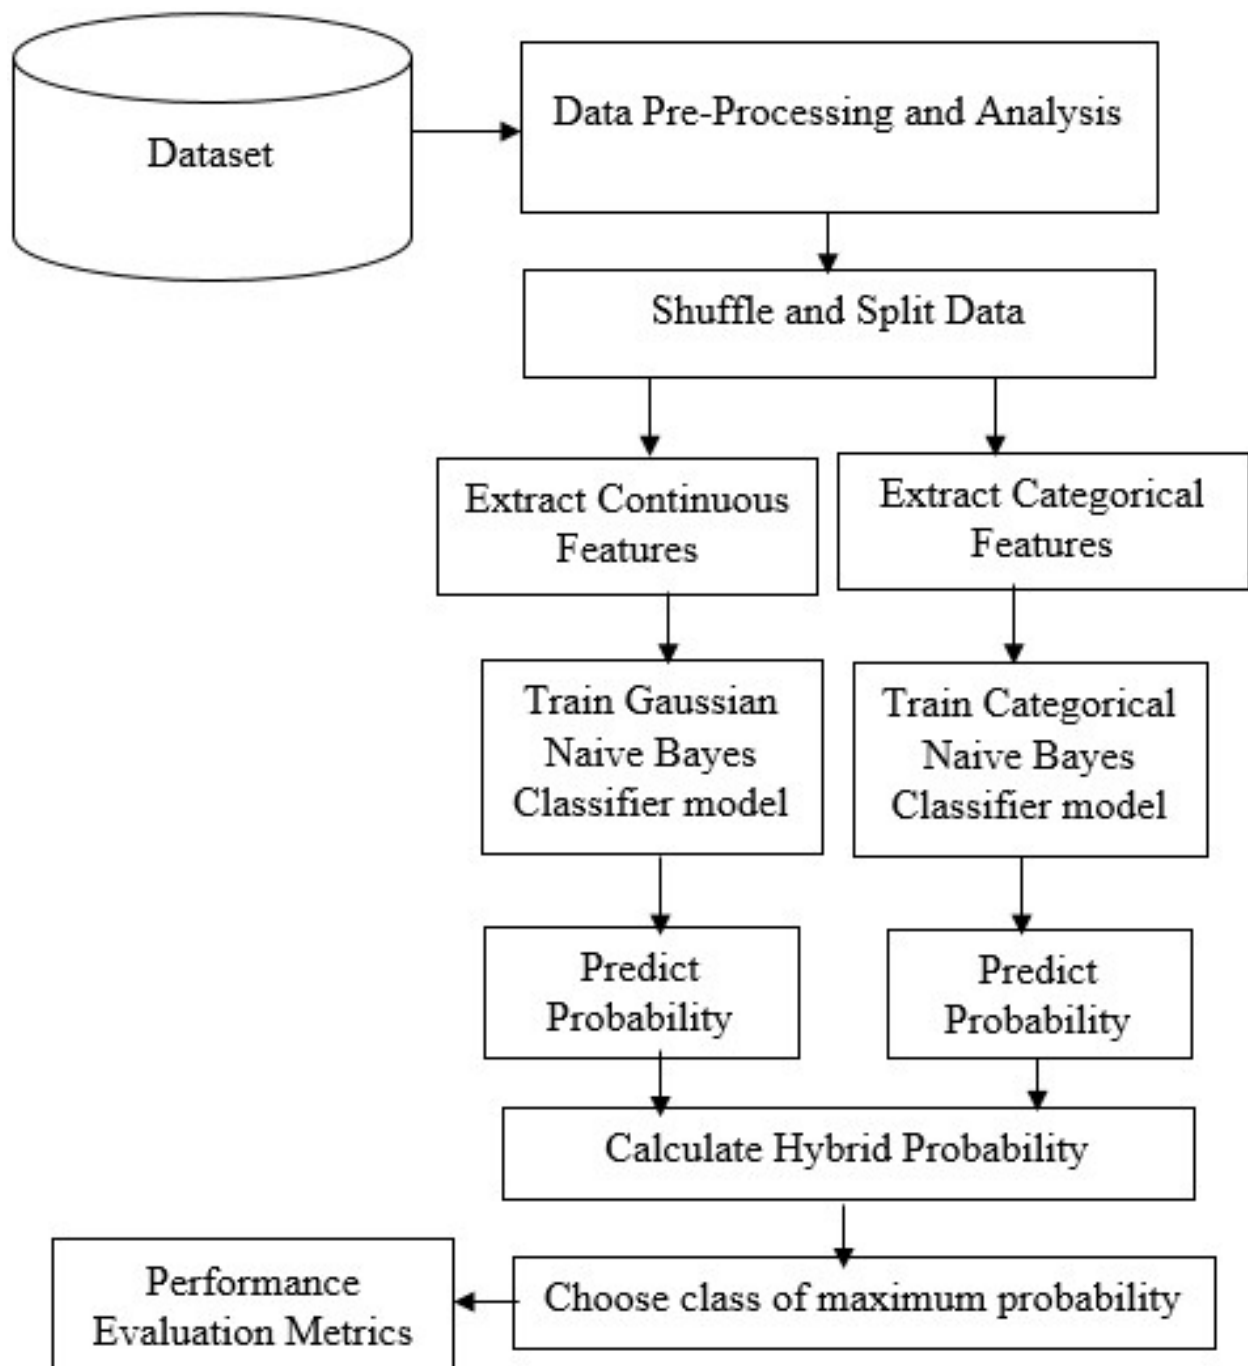 Dataset
Data Pre-Processing and Analysis
Shuffle and Split Data
Extract Continuous
Features
Extract Categorical
Features
Train Gaussian
Naive Bayes
Classifier model
Train Categorical
Naive Bayes
Classifier model
Predict
Probability
Predict
Probability
Calculate Hybrid Probability
Choose class of maximum probability
Performance
Evaluation Metrics